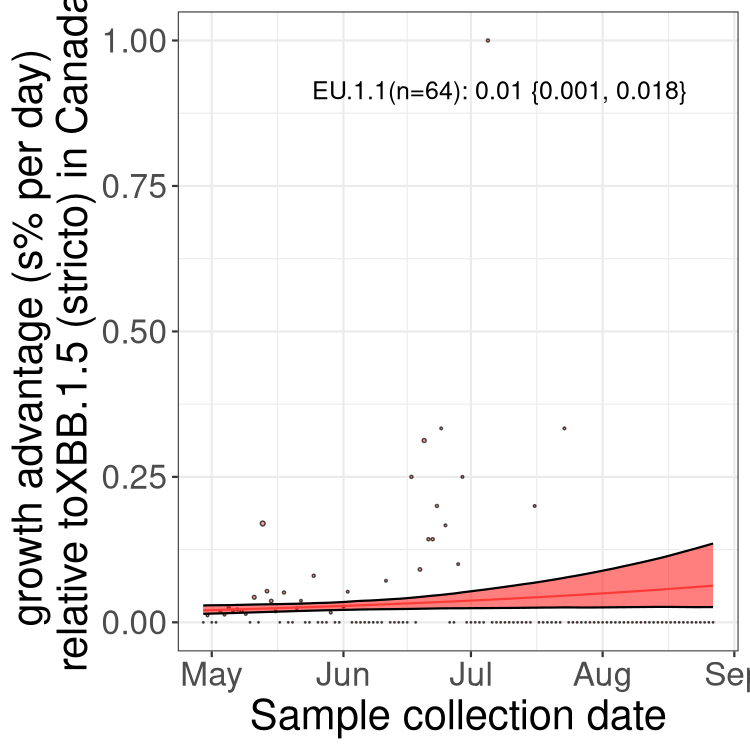 growth advantage (s% per day)
relative toXBB.1.5 (stricto) in Canada
1.00
0.75
0.50
0.25
0.00
EU.1.1(n=64): 0.01 {0.001, 0.018}
May Jun Jul Aug Sep
Sample collection date